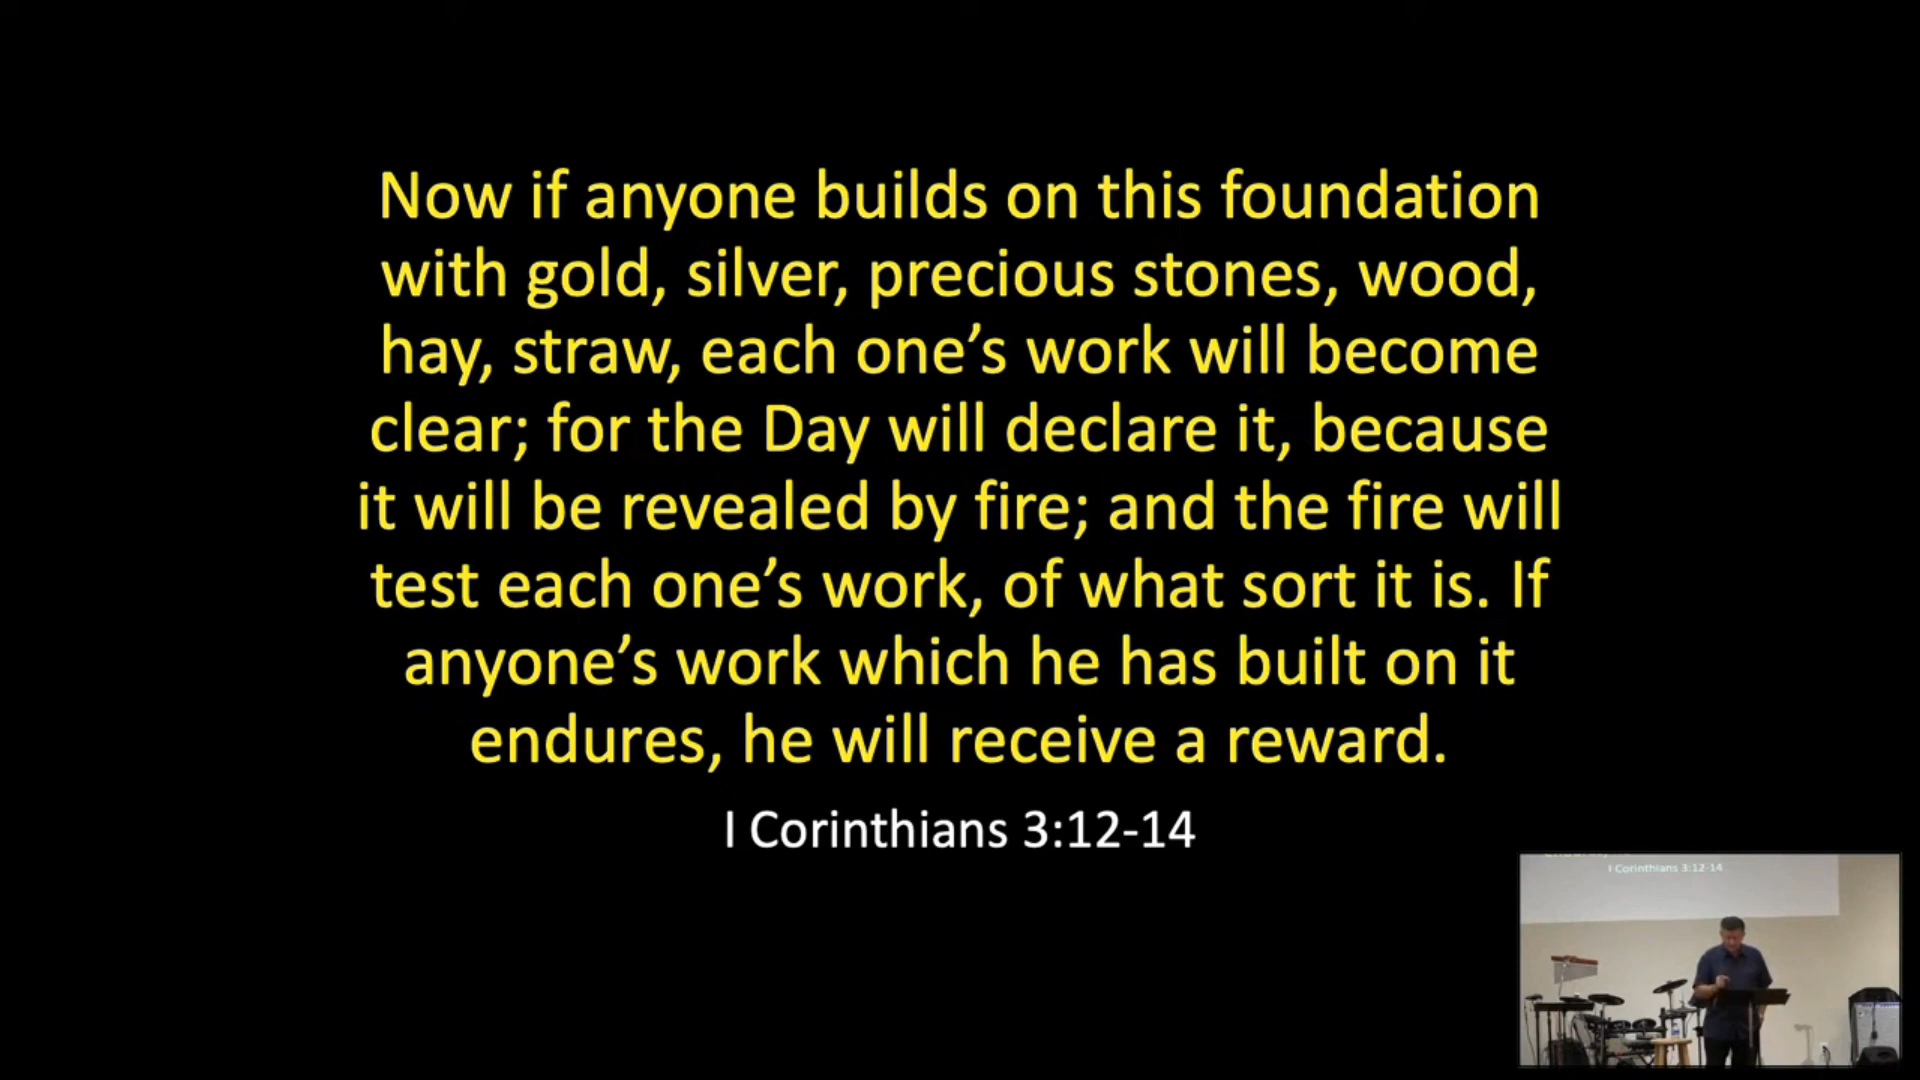 Now if anyone builds on this foundation
with gold, silver, precious stones, wood,
hay, straw, each one’s work will become
clear; for the Day will declare it, because
it will be revealed by fire; and the fire will
test each one’s work, of what sort it is. If
anyone’s work which he has built on it
endures, he will receive a reward.
I Corinthians 3:12-14
I Corinthians 3:12-14